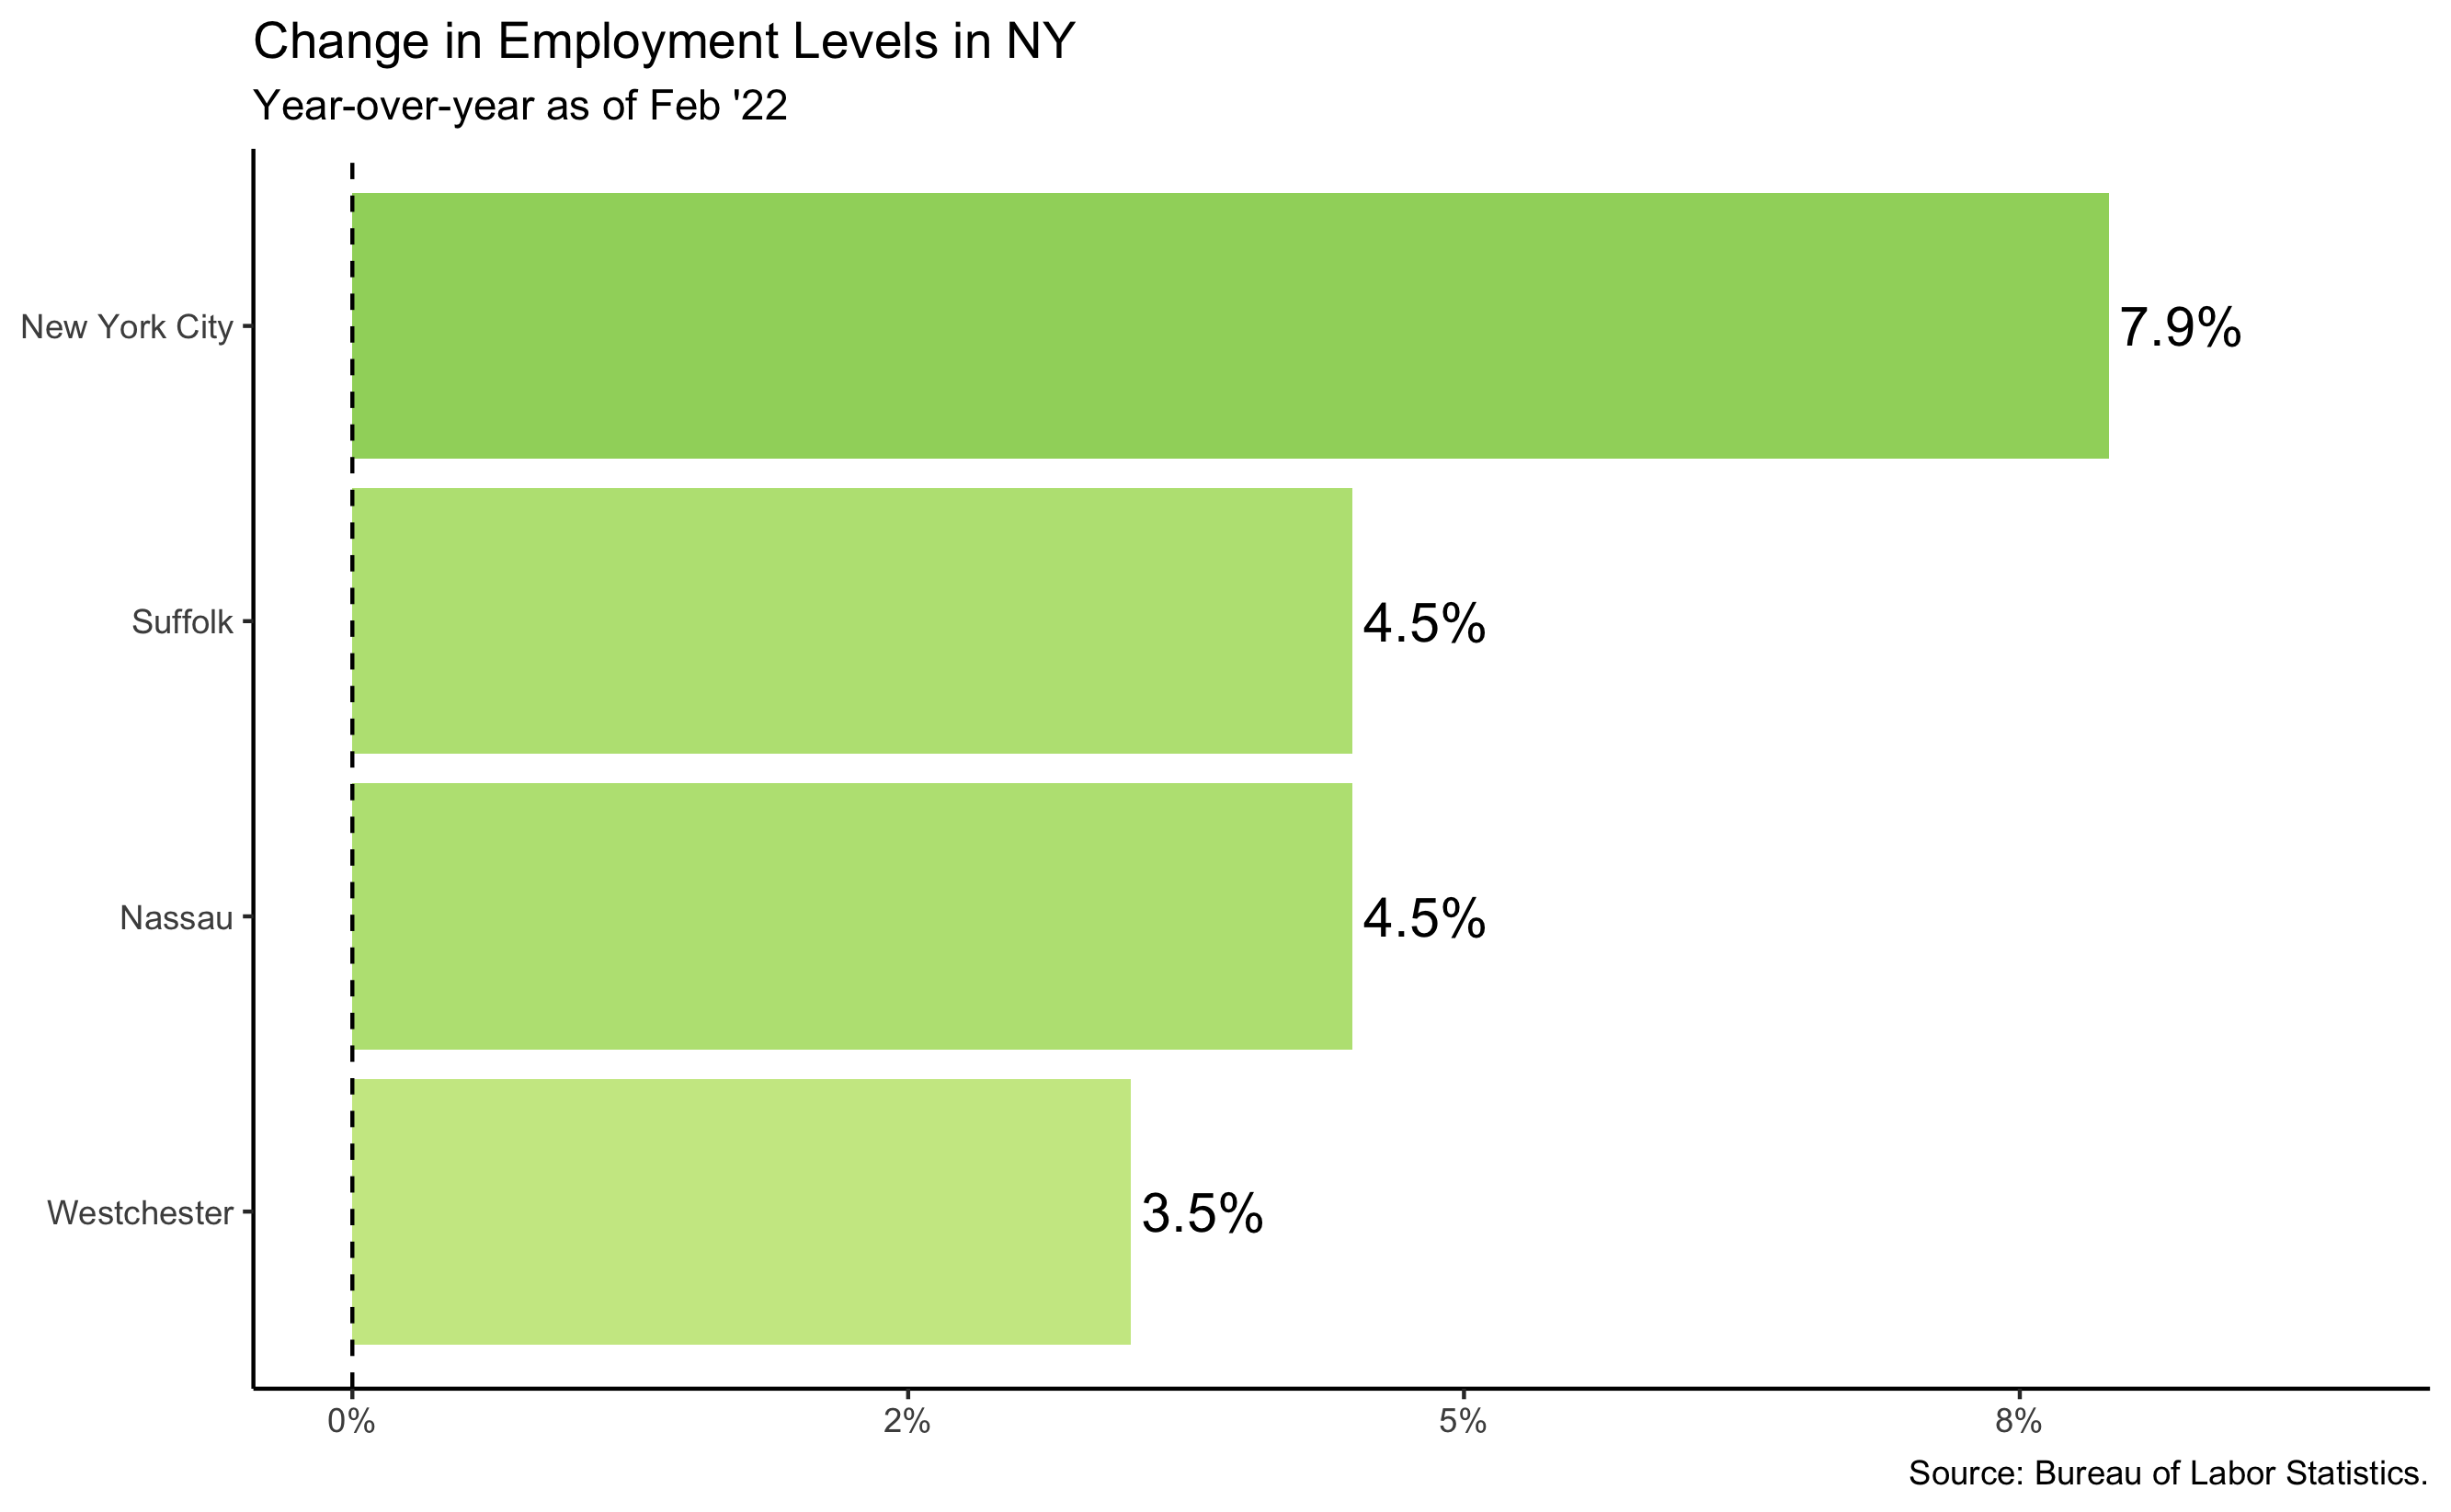 Change in Employment Levels in NY
Year-over-year as of Feb '22
New York City
7.9%
Suffolk
4.5%
Nassau
4.5%
Westchester
3.5%
0% 2% 5% 8%
Source: Bureau of Labor Statistics.